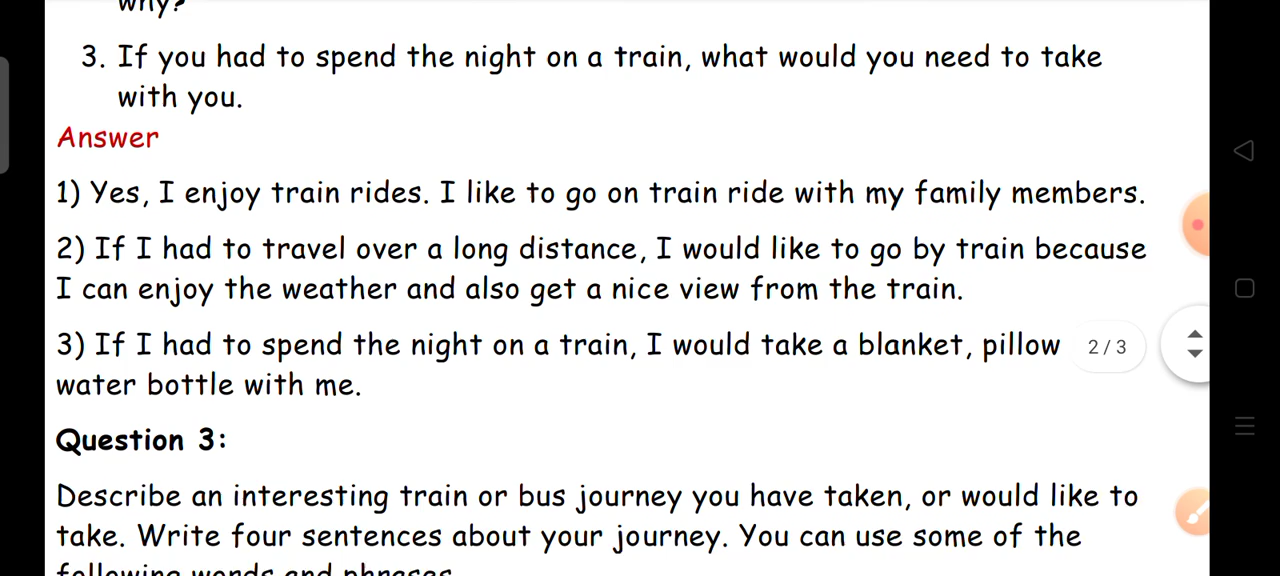 why?
3. If you had to spend the night on a train, what would you need to take
with you.
Answer
1) Yes, I enjoy train rides. I like to go on train ride with my family members.
2) If I had to travel over a long distance, I would like to go by train because
I can enjoy the weather and also get a nice view from the train.
3) If I had to spend the night on a train, I would take a blanket, pillow
2/3
water bottle with me.
Question 3:
Describe an interesting train or bus journey you have taken, or would like to
take. Write four sentences about your journey. You can use some of the
following words and phrases